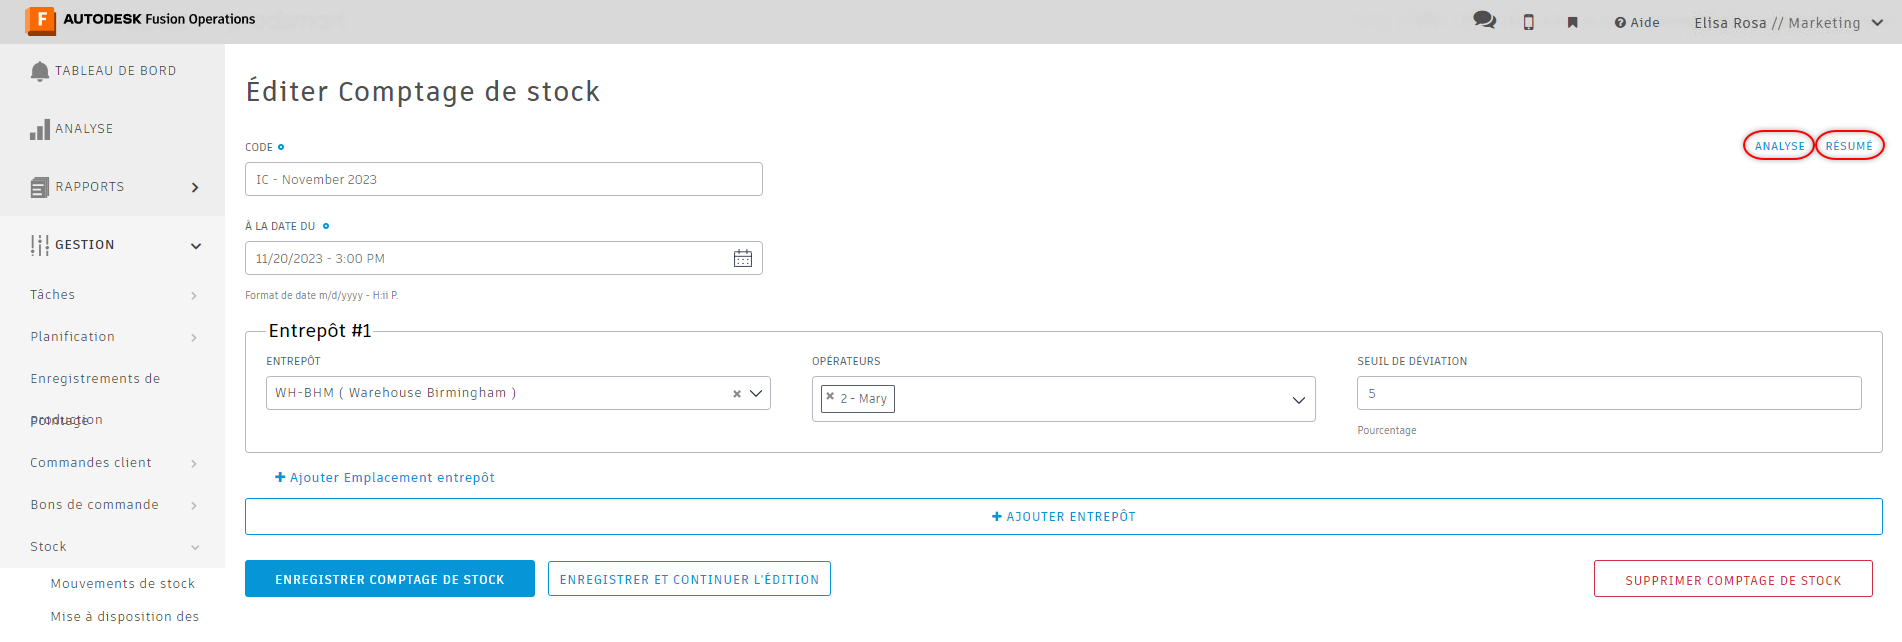 AUTODESK Fusion Operations
Aide
Elisa Rosa // Marketing
TABLEAU DE BORD
ANALYSE
RAPPORTS
GESTION
Tâches
Planification
Enregistrements de
production
Pointage
Commandes client
Bons de commande
Stock
Mouvements de stock
Mise à disposition des
Éditer Comptage de stock
ANALYSE
RÉSUMÉ
CODE
IC - November 2023
À LA DATE DU
11/20/2023 - 3:00 PM
Format de date m/d/yyyy - H:ii P.
Entrepôt #1
ENTREPÔT
WH-BHM ( Warehouse Birmingham )
OPÉRATEURS
2 - Mary
SEUIL DE DÉVIATION
5
Pourcentage
Ajouter Emplacement entrepôt
AJOUTER ENTREPÔT
ENREGISTRER COMPTAGE DE STOCK
ENREGISTRER ET CONTINUER L'ÉDITION
SUPPRIMER COMPTAGE DE STOCK